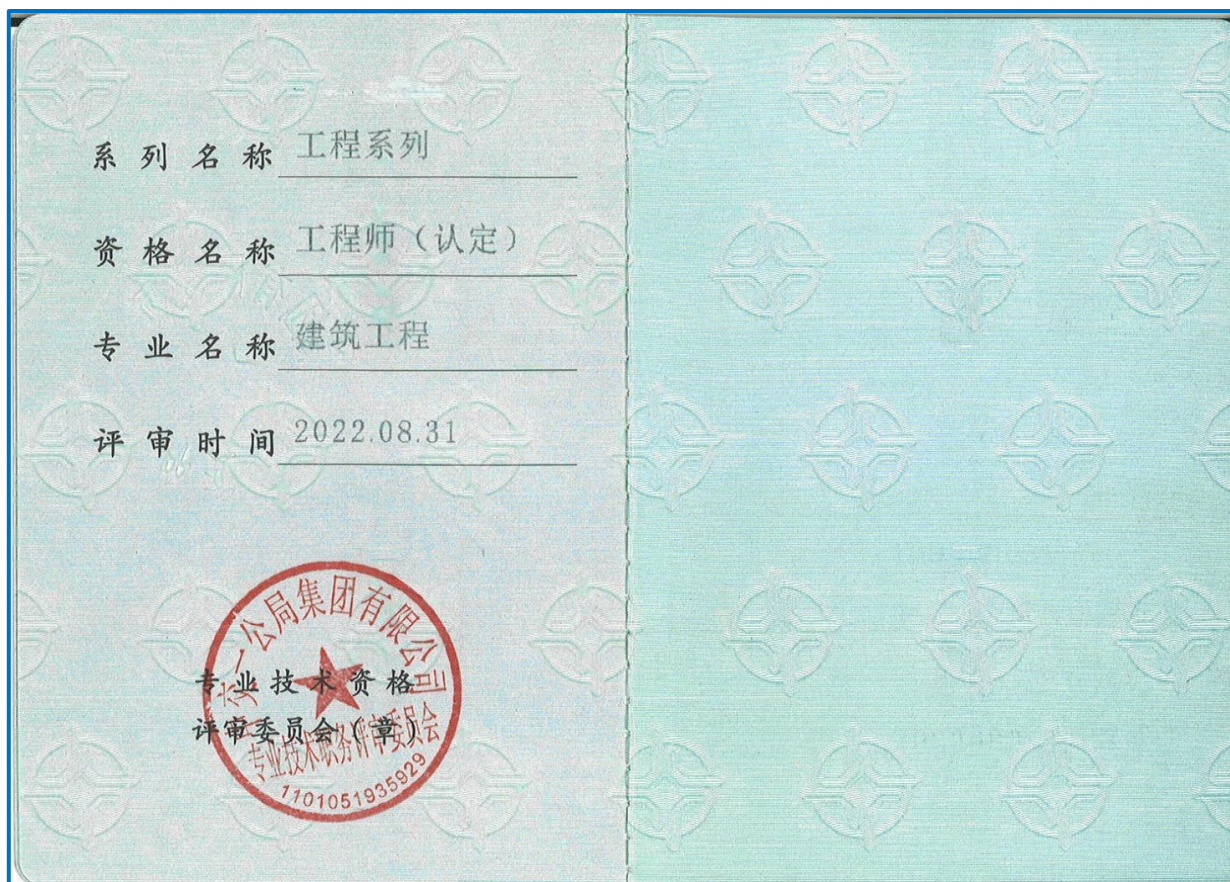 系列名称 工程系列
资格名称 工程师（认定）
专业名称 建筑工程
评审时间 2022.08.31
交一公局集团有限公司
专业技术资格
评审委员会（章）
专业技术职务评审委员会
1101051935929